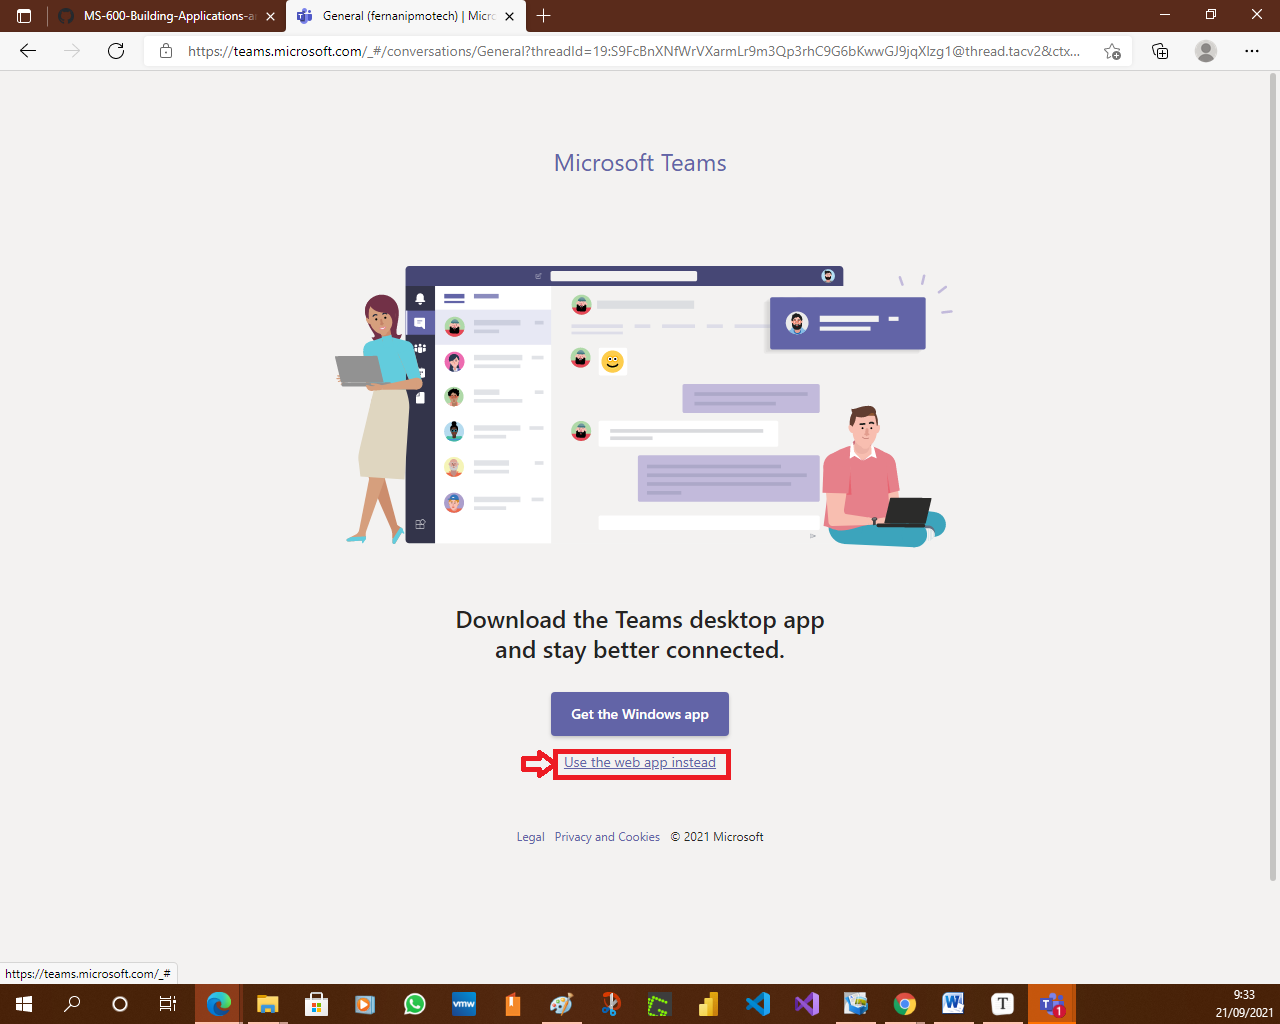 MS-600-Building-Applications-a
General (fernanipmotech) | Micr
https://teams.microsoft.com/_#/conversations/General?threadId=19:S9FcBnXNfWrVXarmLr9m3Qp3rhC9G6bKwwGJ9jqXlzg1@thread.tacv2&ctx...
Microsoft Teams
Download the Teams desktop app
and stay better connected.
Get the Windows app
Use the web app instead
Legal Privacy and Cookies © 2021 Microsoft
https://teams.microsoft.com/_#
vmw
W
T
1
9:33
21/09/2021